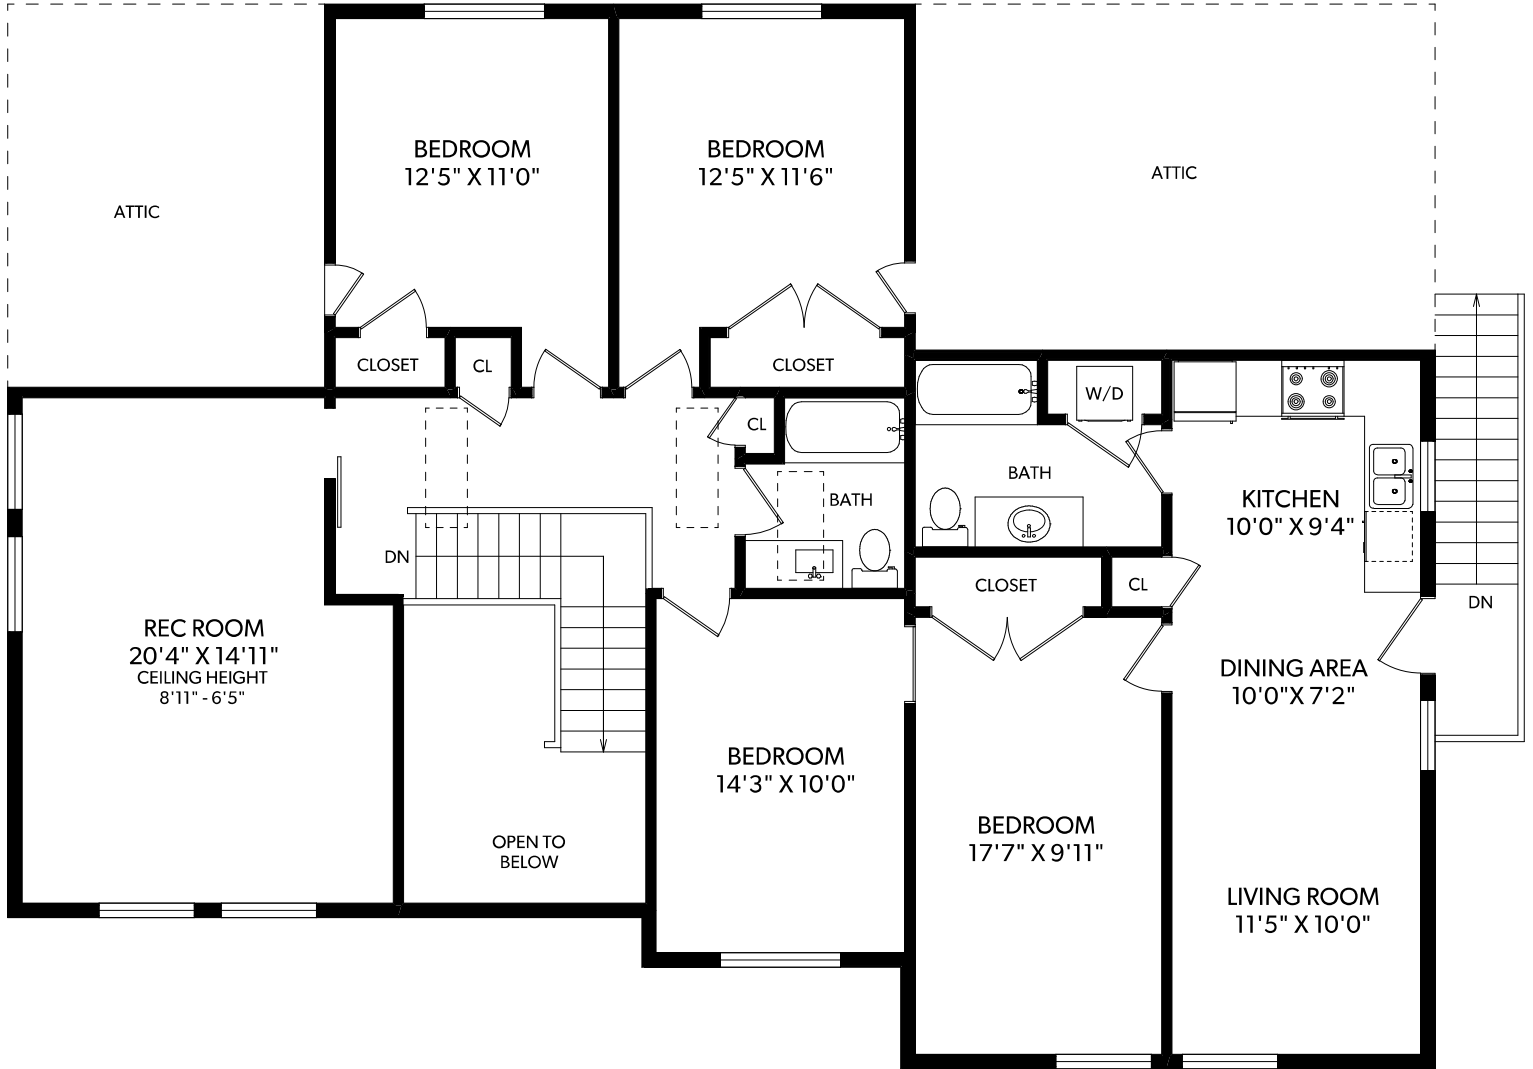 BEDROOM
12'5" X 11'0"
BEDROOM
12'5" X 11'6"
ATTIC
ATTIC
CLOSET
CL
CLOSET
W/D
CL
BATH
BATH
KITCHEN
10'0" X 9'4"
DN
CLOSET
CL
DN
REC ROOM
20'4" X 14'11"
CEILING HEIGHT
8'11" - 6'5"
DINING AREA
10'0"X 7'2"
BEDROOM
14'3" X 10'0"
OPEN TO
BELOW
BEDROOM
17'7" X 9'11"
LIVING ROOM
11'5" X 10'0"